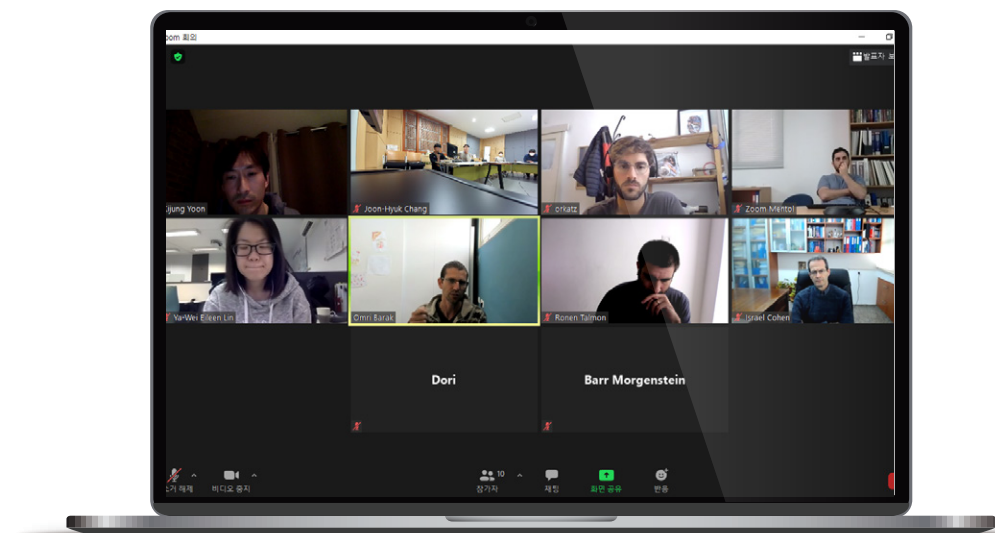 oom 회의
발표자 보
ijung Yoon
Joon-Hyuk Chang
orkatz
Zoom Mentol
Ya-Wei Eileen Lin
Omri Barak
Ronen Talmon
Israel Cohen
Dori
Barr Morgenstein
소거 해제
비디오 중지
10
참가자
채팅
화면 공유
반응